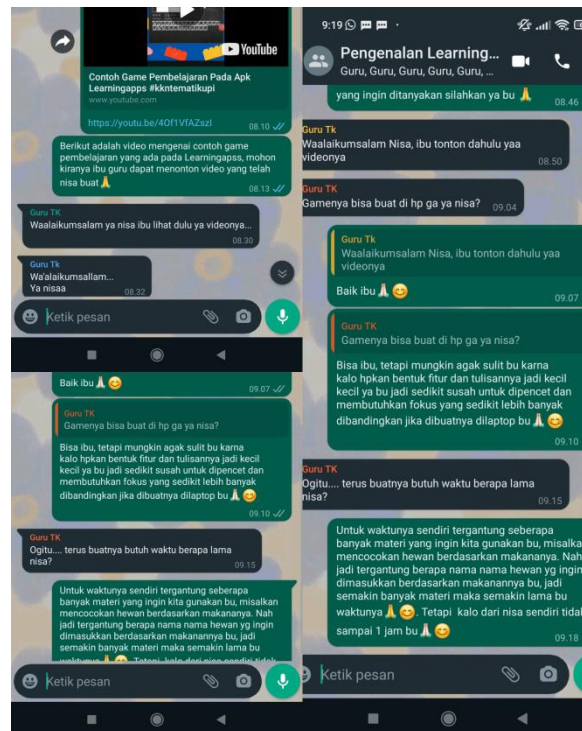 YouTube
Contoh Game Pembelajaran Pada Apk
Learningapps #kkntematikupi
www.youtube.com
https://youtu.be/4Of1VfAZszI
08.10
Berikut adalah video mengenai contoh game
pembelajaran yang ada pada Learningapps, mohon
kiranya ibu guru dapat menonton video yang telah
nisa buat🙏
08.13
Guru TK
Waalaikumsalam ya nisa ibu lihat dulu ya videonya...
08.30
Guru Tk
Wa'alaikumsallam...
Ya nisaa
08.32
Ketik pesan
Baik ibu🙏😊
09.07
Guru TK
Gamenya bisa buat di hp ga ya nisa?
Bisa ibu, tetapi mungkin agak sulit bu karna
kalo hpkan bentuk fitur dan tulisannya jadi kecil
kecil ya bu jadi sedikit susah untuk dipencet dan
membutuhkan fokus yang sedikit lebih banyak
dibandingkan jika dibuatnya dilaptop bu🙏😊
09.10
Guru TK
Ogitu.... terus buatnya butuh waktu berapa lama
nisa?
09.15
Untuk waktunya sendiri tergantung seberapa
banyak materi yang ingin kita gunakan bu, misalkan
mencocokan hewan berdasarkan makananya. Nah
jadi tergantung berapa nama nama hewan yg ingin
dimasukkan berdasarkan makanannya bu, jadi
semakin banyak materi maka semakin lama bu
waktunya🙏😊. Tetapi kalo dari nisa sendiri tidak
Ketik pesan
9:19
Pengenalan Learning...
Guru, Guru, Guru, Guru, Guru, ...
yang ingin ditanyakan silahkan ya bu🙏
08.46
Guru Tk
Waalaikumsalam Nisa, ibu tonton dahulu yaa
videonya
08.50
Guru TK
Gamenya bisa buat di hp ga ya nisa?
09.04
Guru Tk
Waalaikumsalam Nisa, ibu tonton dahulu yaa
videonya
Baik ibu🙏😊
09.07
Guru TK
Gamenya bisa buat di hp ga ya nisa?
Bisa ibu, tetapi mungkin agak sulit bu karna
kalo hpkan bentuk fitur dan tulisannya jadi kecil
kecil ya bu jadi sedikit susah untuk dipencet dan
membutuhkan fokus yang sedikit lebih banyak
dibandingkan jika dibuatnya dilaptop bu🙏😊
09.10
Guru TK
Ogitu.... terus buatnya butuh waktu berapa lama
nisa?
09.15
Untuk waktunya sendiri tergantung seberapa
banyak materi yang ingin kita gunakan bu, misalka
mencocokan hewan berdasarkan makananya. Nah
jadi tergantung berapa nama nama hewan yg ingin
dimasukkan berdasarkan makanannya bu, jadi
semakin banyak materi maka semakin lama bu
waktunya🙏😊. Tetapi kalo dari nisa sendiri tidak
sampai 1 jam bu🙏😊
09.18
Ketik pesan